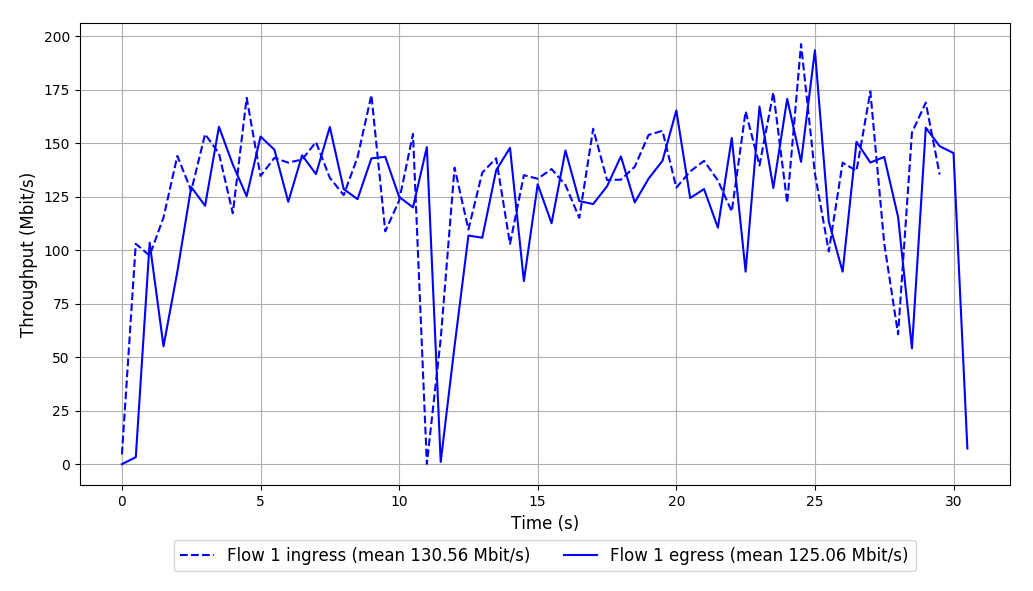 200
175
150
125
100
75
50
25
0
Throughput (Mbit/s)
0 5 10 15 20 25 30
Time (s)
Flow 1 ingress (mean 130.56 Mbit/s) Flow 1 egress (mean 125.06 Mbit/s)